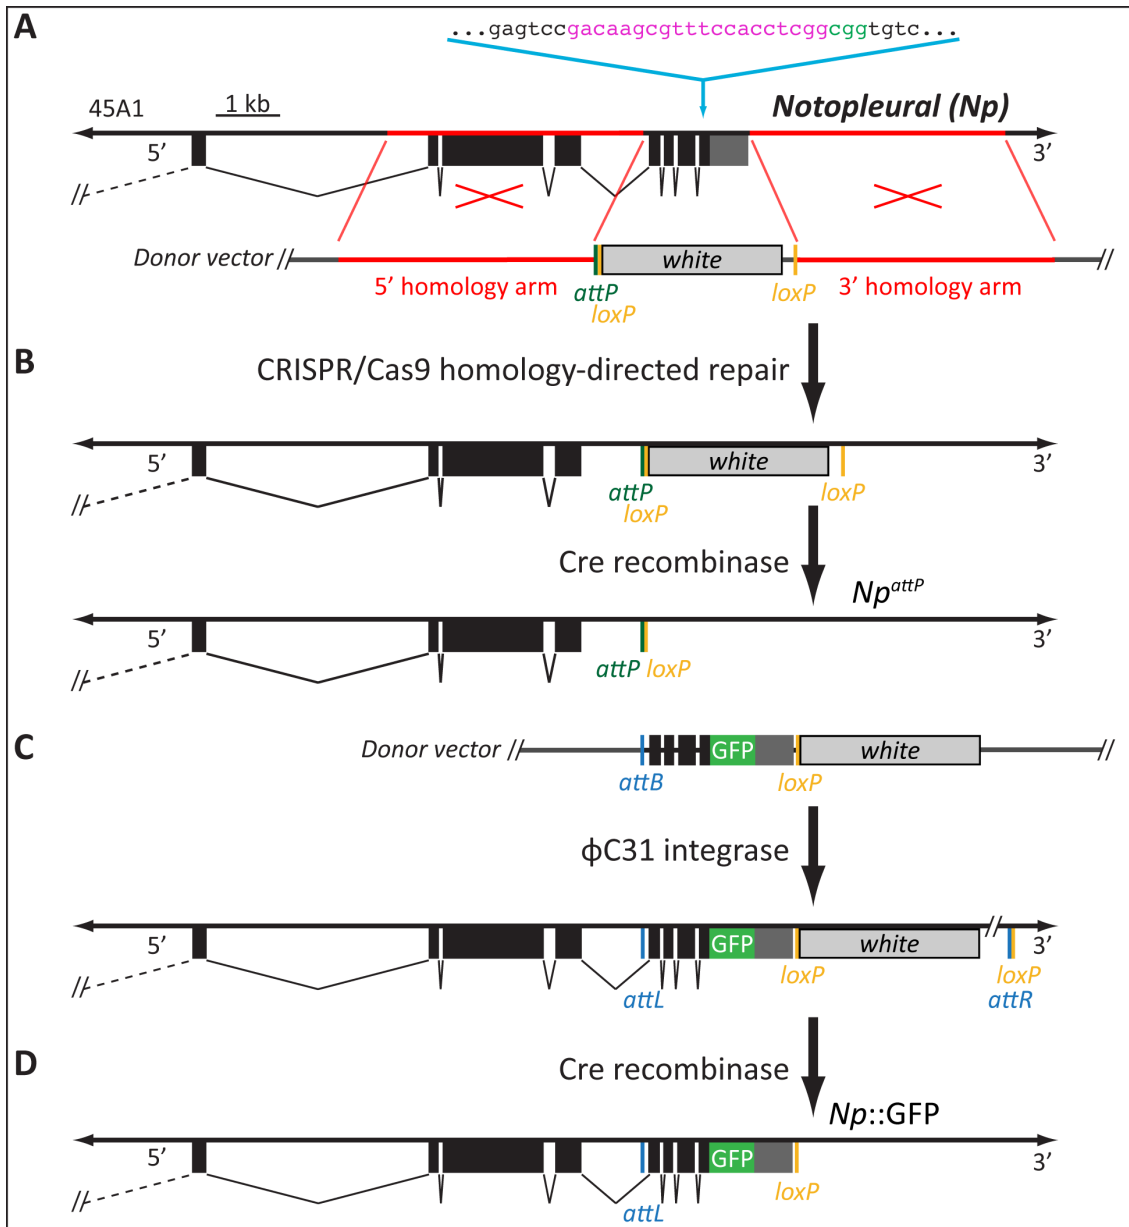 A
...gagtccgacaagcgtttccacctcggcggtgtc...
45A1
1 kb
Notopleural (Np)
5’
3’
Donor vector
white
5’ homology arm
attP
loxP
loxP
3’ homology arm
B
CRISPR/Cas9 homology-directed repair
5’
white
3’
attP
loxP
loxP
Cre recombinase
Np^attP
5’
3’
attP
loxP
C
Donor vector
GFP
white
attB
loxP
ϕC31 integrase
5’
GFP
white
3’
attL
loxP
loxP
attR
D
Cre recombinase
Np::GFP
5’
GFP
3’
attL
loxP